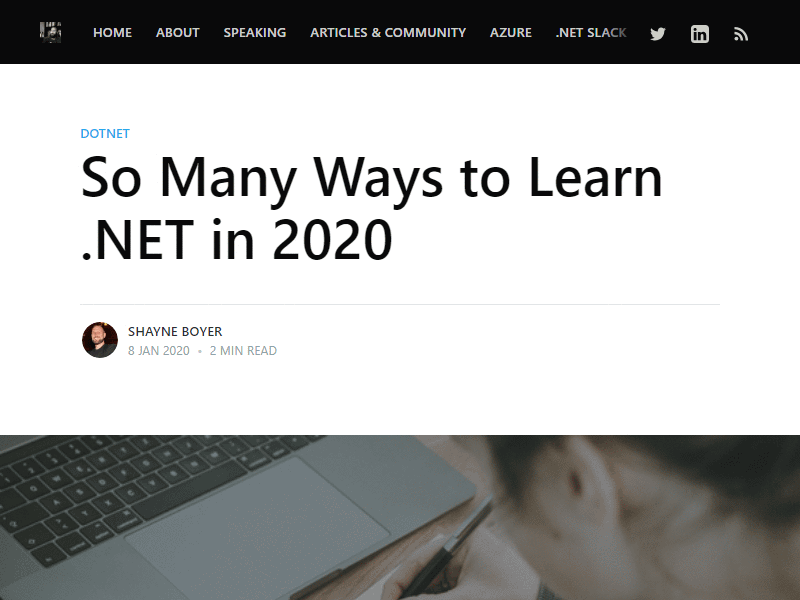 HOME ABOUT SPEAKING ARTICLES & COMMUNITY AZURE .NET SLACK
DOTNET
So Many Ways to Learn
.NET in 2020
SHAYNE BOYER
8 JAN 2020 • 2 MIN READ